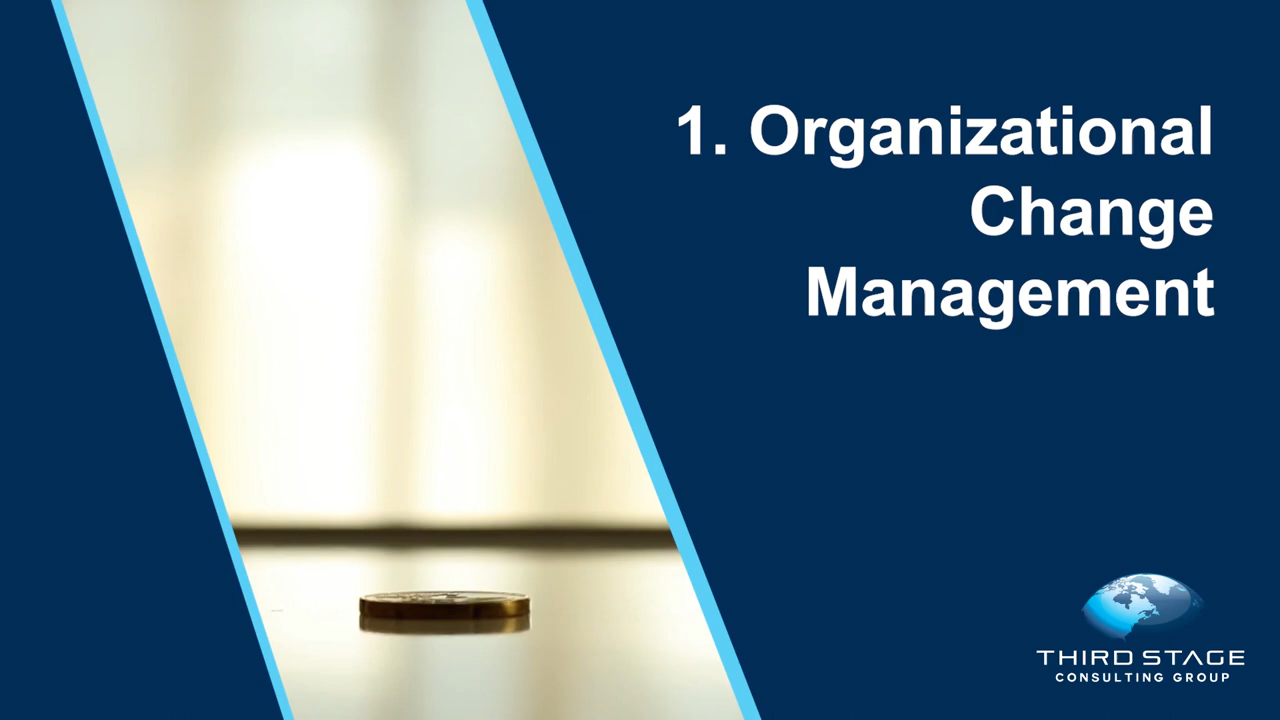 1. Organizational
Change
Management
THIRD STAGE
CONSULTING GROUP